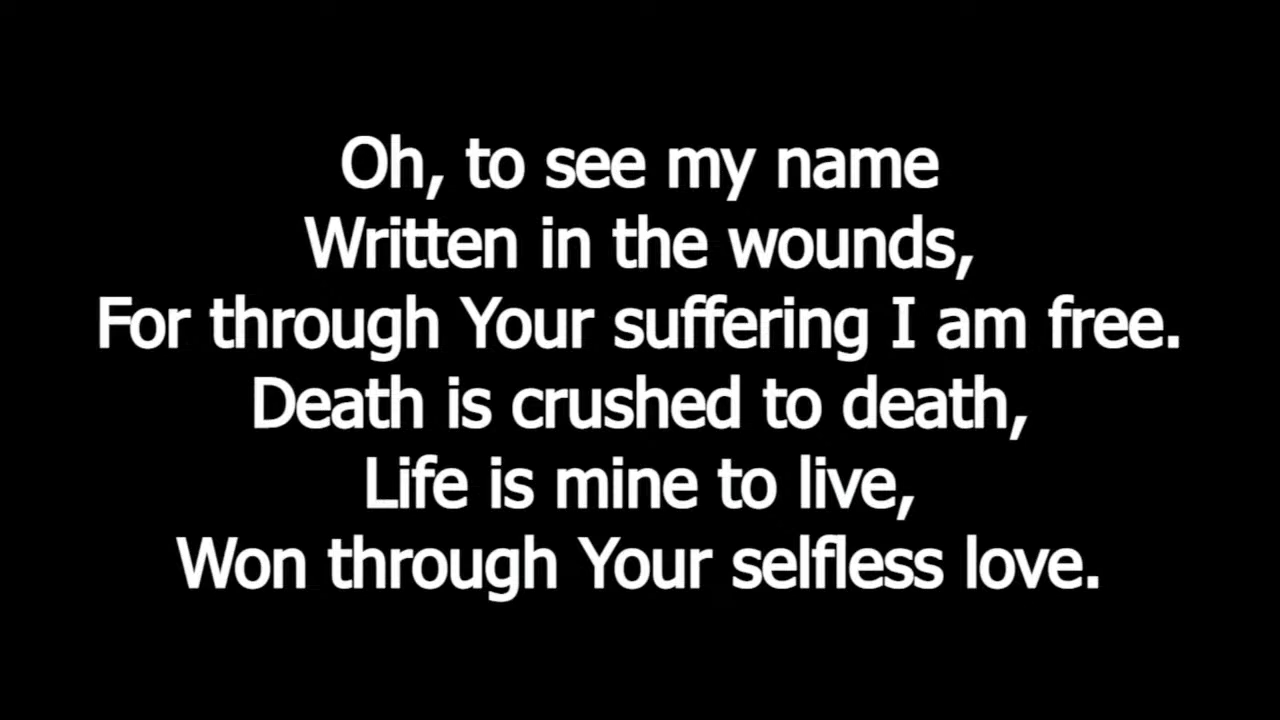 Oh, to see my name
Written in the wounds,
For through Your suffering I am free.
Death is crushed to death,
Life is mine to live,
Won through Your selfless love.